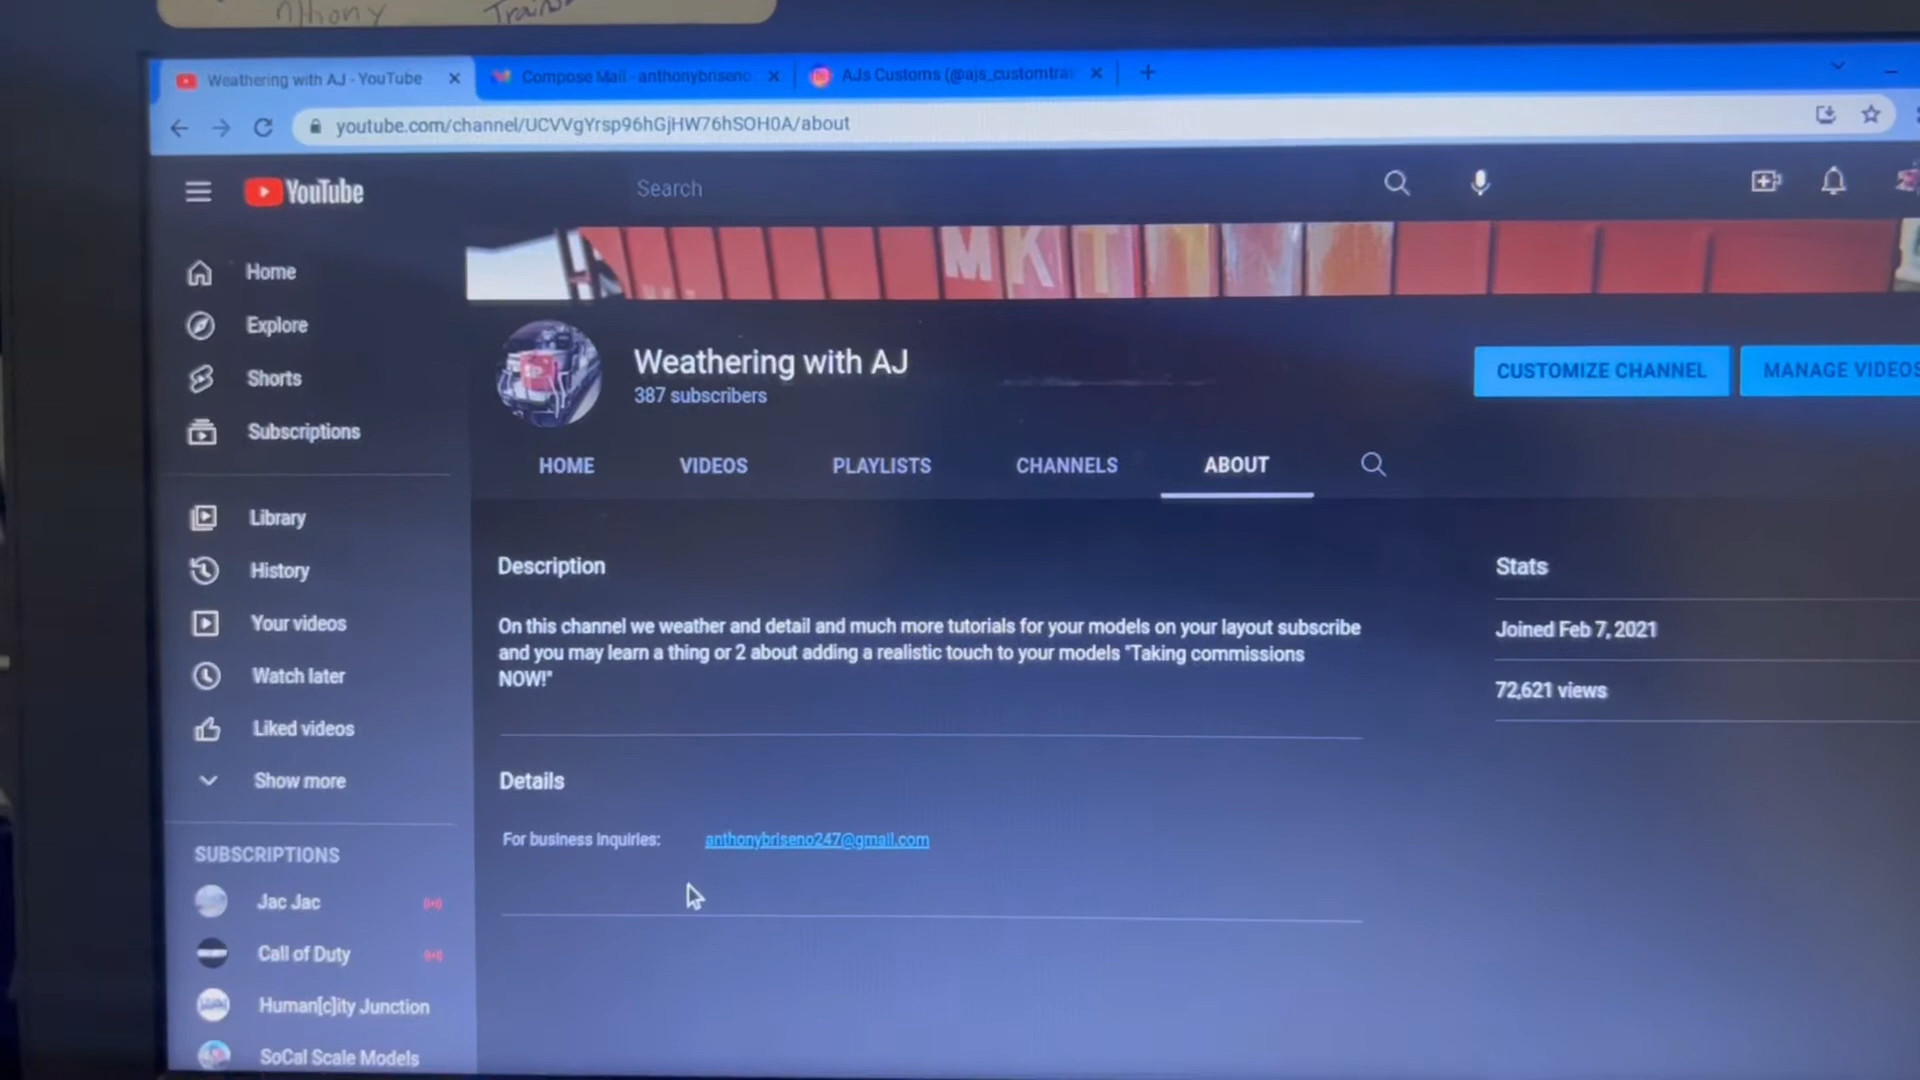 Weathering with AJ - YouTube
Compose Mail - anthonybriseno
AJs Customs (@ajs_customtrai
youtube.com/channel/UCVVgYrsp96hGjHW76hSOH0A/about
YouTube
Search
Home
Explore
Shorts
Subscriptions
Library
History
Your videos
Watch later
Liked videos
Show more
SUBSCRIPTIONS
Jac Jac
Call of Duty
Human[c]ity Junction
SoCal Scale Models
MKT
Weathering with AJ
387 subscribers
CUSTOMIZE CHANNEL
MANAGE VIDEOS
HOME
VIDEOS
PLAYLISTS
CHANNELS
ABOUT
Description
On this channel we weather and detail and much more tutorials for your models on your layout subscribe
and you may learn a thing or 2 about adding a realistic touch to your models "Taking commissions
NOW!"
Details
For business inquiries: anthonybriseno247@gmail.com
Stats
Joined Feb 7, 2021
72,621 views